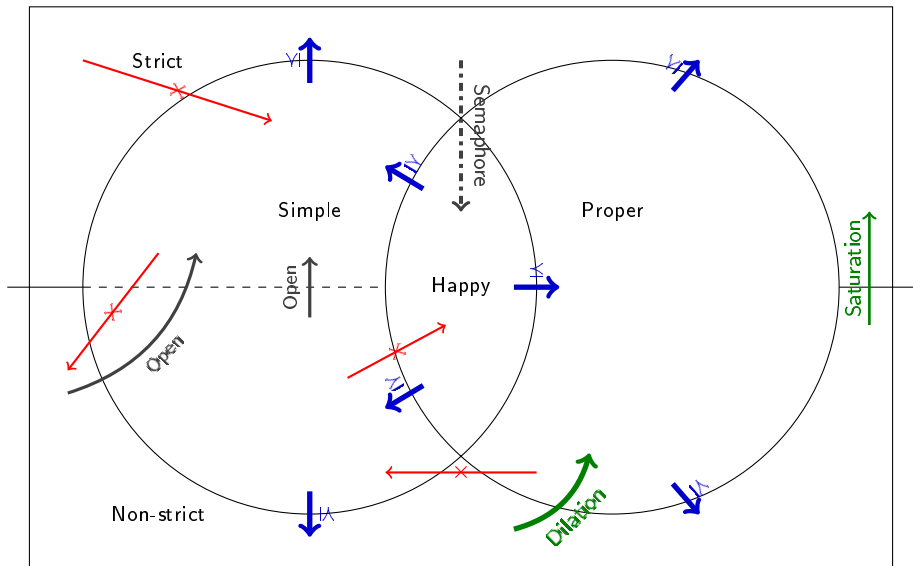 Strict
Semaphore
Simple
Proper
Open
Happy
Saturation
Open
Non-strict
Dilation